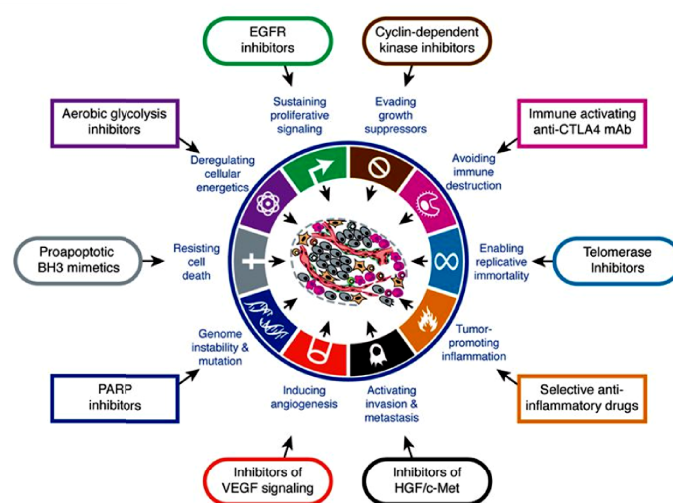 EGFR
inhibitors
Cyclin-dependent
kinase inhibitors
Sustaining
proliferative
signaling
Evading
growth
suppressors
Aerobic glycolysis
inhibitors
Immune activating
anti-CTLA4 mAb
Deregulating
cellular
energetics
Avoiding
immune
destruction
Proapoptotic
BH3 mimetics
Resisting
cell
death
Enabling
replicative
immortality
Telomerase
Inhibitors
Genome
instability &
mutation
Tumor-
promoting
inflammation
PARP
inhibitors
Inducing
angiogenesis
Activating
invasion &
metastasis
Selective anti-
inflammatory drugs
Inhibitors of
VEGF signaling
Inhibitors of
HGF/c-Met